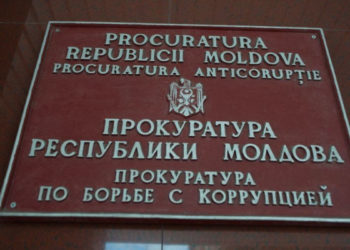 PROCURATURA
REPUBLICII MOLDOVA
PROCURATURA ANTICORUPȚIE
ПРОКУРАТУРА
РЕСПУБЛИКИ МОЛДОВА
ПРОКУРАТУРА
ПО БОРЬБЕ С КОРРУПЦИЕЙ